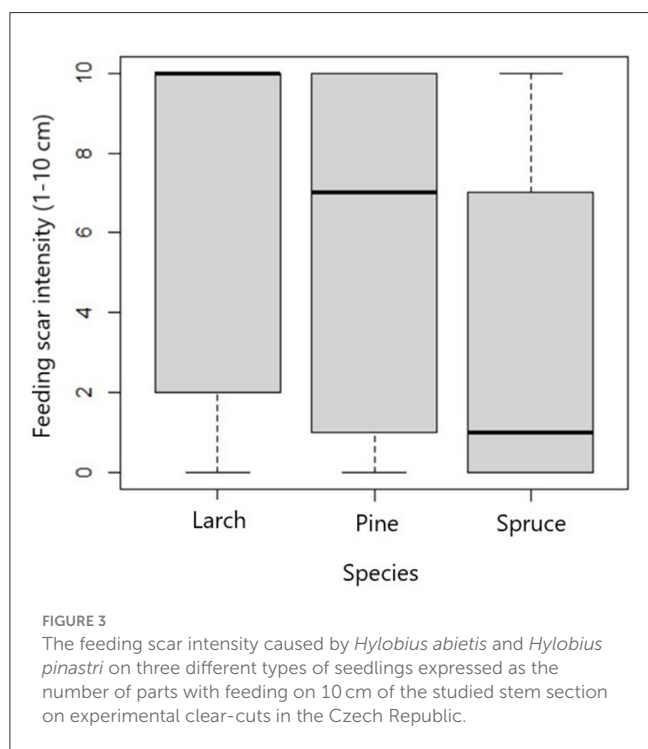 Feeding scar intensity (1-10 cm)
10
8
6
4
2
0
Larch Pine Spruce
Species
FIGURE 3
The feeding scar intensity caused by Hylobius abietis and Hylobius
pinastri on three different types of seedlings expressed as the
number of parts with feeding on 10 cm of the studied stem section
on experimental clear-cuts in the Czech Republic.